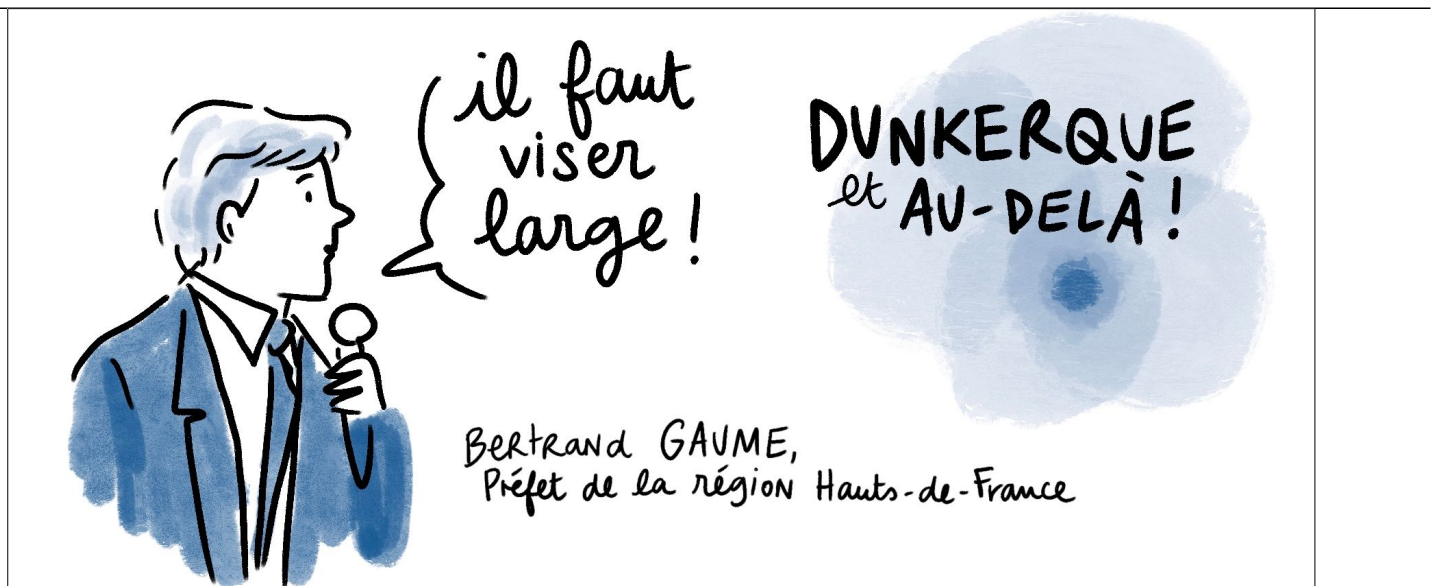 il faut
viser
large !
DUNKERQUE
et AU-DELÀ !
Bertrand GAUME,
Préfet de la région Hauts-de-France